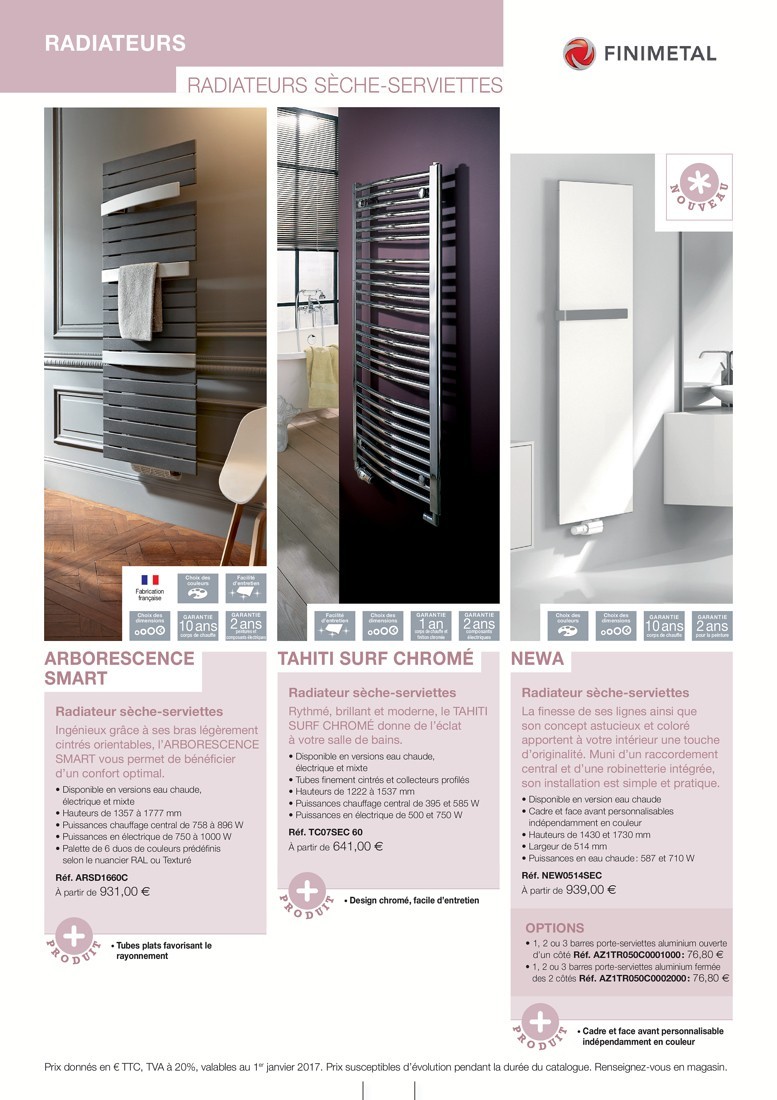 RADIATEURS
RADIATEURS SÈCHE-SERVIETTES
FINIMETAL
NOUVEAU
Fabrication
française
Choix des
couleurs
Facilité
d'entretien
Choix des
dimensions
GARANTIE
10 ans
corps de chauffe
GARANTIE
2 ans
peinture et
composants électriques
Facilité
d'entretien
Choix des
dimensions
GARANTIE
1 an
corps de chauffe et
finition chromée
GARANTIE
2 ans
composants
électriques
Choix des
couleurs
Choix des
dimensions
GARANTIE
10 ans
corps de chauffe
GARANTIE
2 ans
pour la peinture
ARBORESCENCE
SMART
Radiateur sèche-serviettes
Ingénieux grâce à ses bras légèrement
cintrés orientables, l'ARBORESCENCE
SMART vous permet de bénéficier
d'un confort optimal.
• Disponible en versions eau chaude,
électrique et mixte
• Hauteurs de 1357 à 1777 mm
• Puissances chauffage central de 758 à 896 W
• Puissances en électrique de 750 à 1000 W
• Palette de 6 duos de couleurs prédéfinis
selon le nuancier RAL ou Texturé
Réf. ARSD1660C
À partir de 931,00 €
PRODUIT
• Tubes plats favorisant le
rayonnement
TAHITI SURF CHROMÉ
Radiateur sèche-serviettes
Rythmé, brillant et moderne, le TAHITI
SURF CHROMÉ donne de l'éclat
à votre salle de bains.
• Disponible en versions eau chaude,
électrique et mixte
• Tubes finement cintrés et collecteurs profilés
• Hauteurs de 1222 à 1537 mm
• Puissances chauffage central de 395 et 585 W
• Puissances en électrique de 500 et 750 W
Réf. TC07SEC 60
À partir de 641,00 €
PRODUIT
• Design chromé, facile d'entretien
NEWA
Radiateur sèche-serviettes
La finesse de ses lignes ainsi que
son concept astucieux et coloré
apportent à votre intérieur une touche
d'originalité. Muni d'un raccordement
central et d'une robinetterie intégrée,
son installation est simple et pratique.
• Disponible en version eau chaude
• Cadre et face avant personnalisables
indépendamment en couleur
• Hauteurs de 1430 et 1730 mm
• Largeur de 514 mm
• Puissances en eau chaude : 587 et 710 W
Réf. NEW0514SEC
À partir de 939,00 €
OPTIONS
• 1, 2 ou 3 barres porte-serviettes aluminium ouverte
d'un côté Réf. AZ1TR050C0001000 : 76,80 €
• 1, 2 ou 3 barres porte-serviettes aluminium fermée
des 2 côtés Réf. AZ1TR050C0002000 : 76,80 €
PRODUIT
• Cadre et face avant personnalisable
indépendamment en couleur
Prix donnés en € TTC, TVA à 20%, valables au 1er janvier 2017. Prix susceptibles d'évolution pendant la durée du catalogue. Renseignez-vous en magasin.